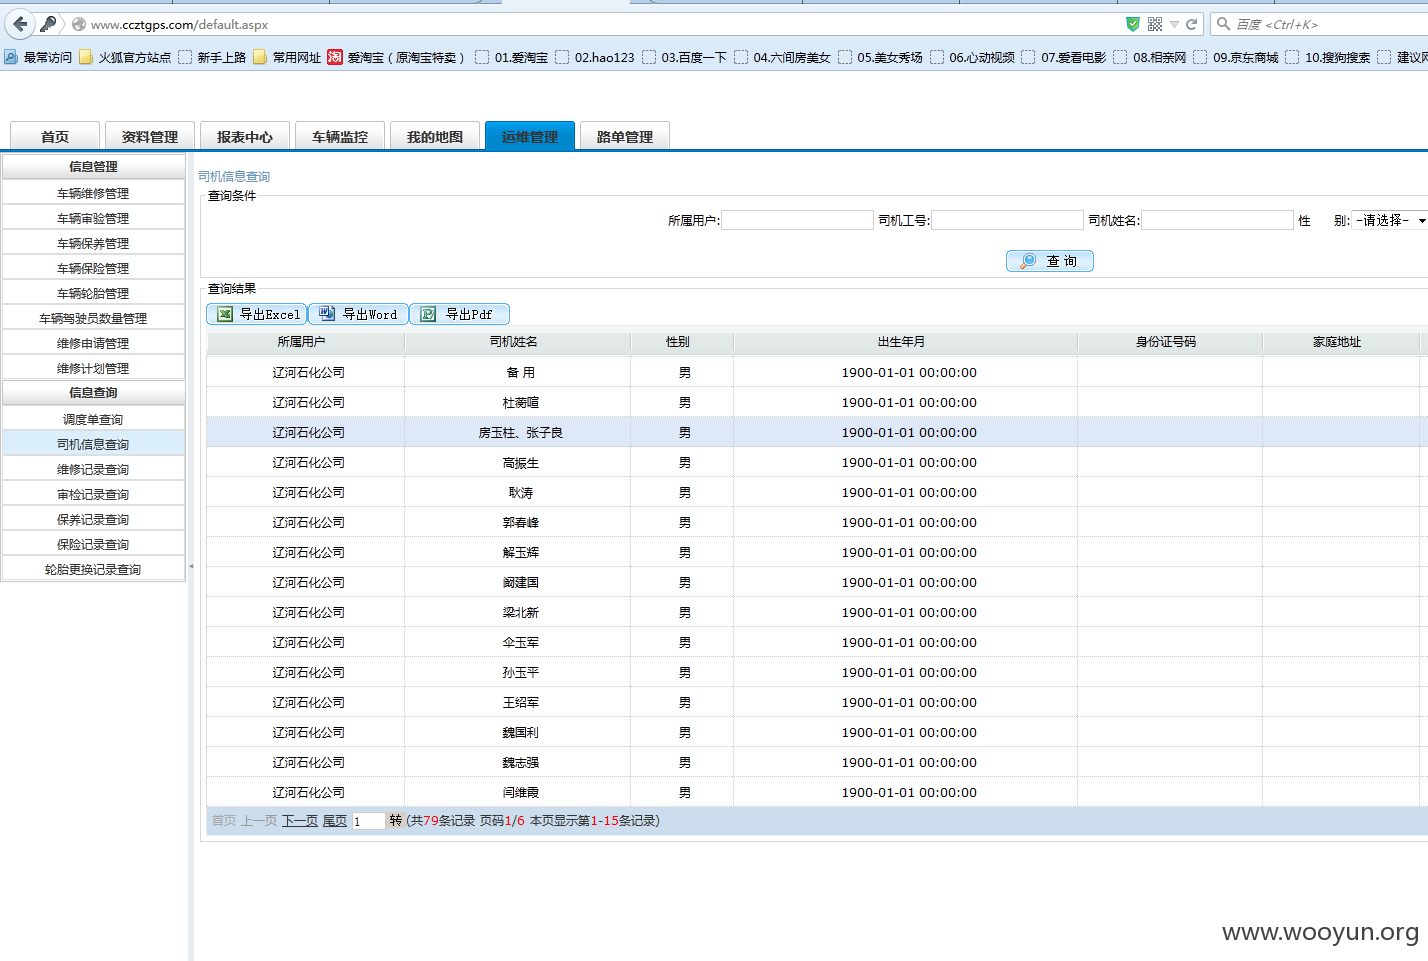 www.ccztgps.com/default.aspx
百度 <Ctrl+K>
最常访问 火狐官方站点 新手上路 常用网址 爱淘宝（原淘宝特卖） 01.爱淘宝 02.hao123 03.百度一下 04.六间房美女 05.美女秀场 06.心动视频 07.爱看电影 08.相亲网 09.京东商城 10.搜狗搜索 建议网
首页 资料管理 报表中心 车辆监控 我的地图 运维管理 路单管理
信息管理
车辆维修管理
车辆审验管理
车辆保养管理
车辆保险管理
车辆轮胎管理
车辆驾驶员数量管理
维修申请管理
维修计划管理
信息查询
调度单查询
司机信息查询
维修记录查询
审检记录查询
保养记录查询
保险记录查询
轮胎更换记录查询
司机信息查询
查询条件
所属用户: 司机工号: 司机姓名: 性 别: -请选择-
查 询
查询结果
导出Excel 导出Word 导出Pdf
所属用户 司机姓名 性别 出生年月 身份证号码 家庭地址
辽河石化公司 备 用 男 1900-01-01 00:00:00
辽河石化公司 杜蒴喧 男 1900-01-01 00:00:00
辽河石化公司 房玉柱、张子良 男 1900-01-01 00:00:00
辽河石化公司 高振生 男 1900-01-01 00:00:00
辽河石化公司 耿涛 男 1900-01-01 00:00:00
辽河石化公司 郭春峰 男 1900-01-01 00:00:00
辽河石化公司 解玉辉 男 1900-01-01 00:00:00
辽河石化公司 阚建国 男 1900-01-01 00:00:00
辽河石化公司 梁北新 男 1900-01-01 00:00:00
辽河石化公司 伞玉军 男 1900-01-01 00:00:00
辽河石化公司 孙玉平 男 1900-01-01 00:00:00
辽河石化公司 王绍军 男 1900-01-01 00:00:00
辽河石化公司 魏国利 男 1900-01-01 00:00:00
辽河石化公司 魏志强 男 1900-01-01 00:00:00
辽河石化公司 闫维霞 男 1900-01-01 00:00:00
首页 上一页 下一页 尾页 1 转 (共79条记录 页码1/6 本页显示第1-15条记录)
www.wooyun.org